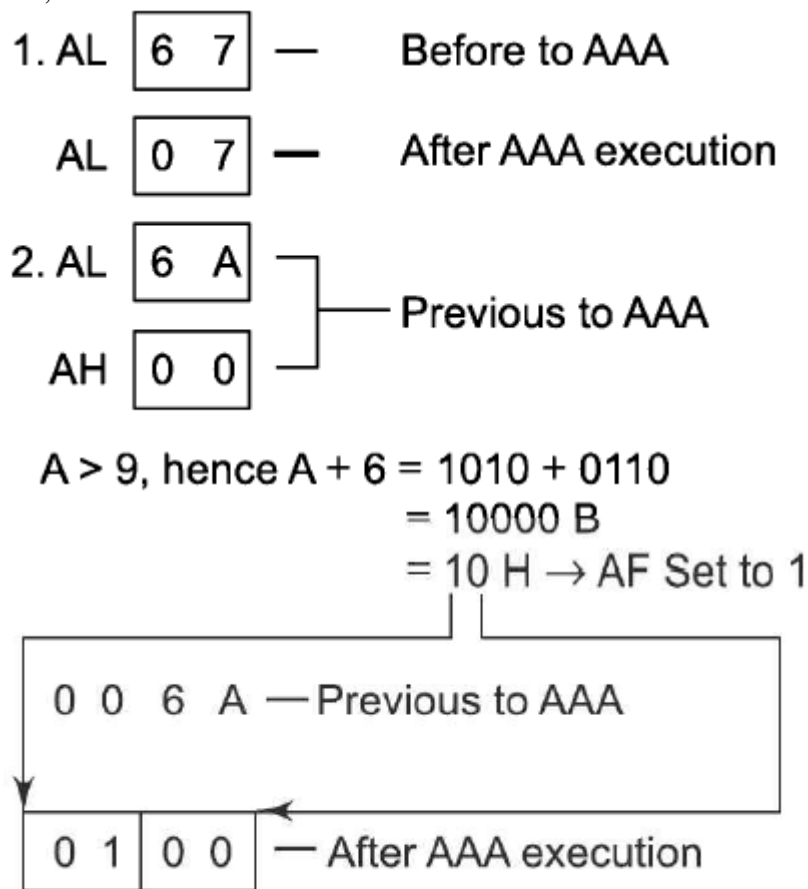 1. AL 6 7 — Before to AAA
AL 0 7 — After AAA execution
2. AL 6 A
Previous to AAA
AH 0 0
A > 9, hence A + 6 = 1010 + 0110
= 10000 B
= 10 H → AF Set to 1
0 0 6 A — Previous to AAA
0 1 0 0 — After AAA execution